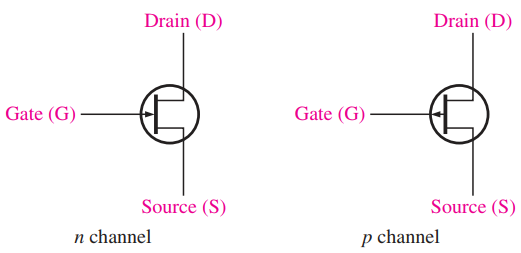 Drain (D)
Gate (G)
Source (S)
n channel
Drain (D)
Gate (G)
Source (S)
p channel